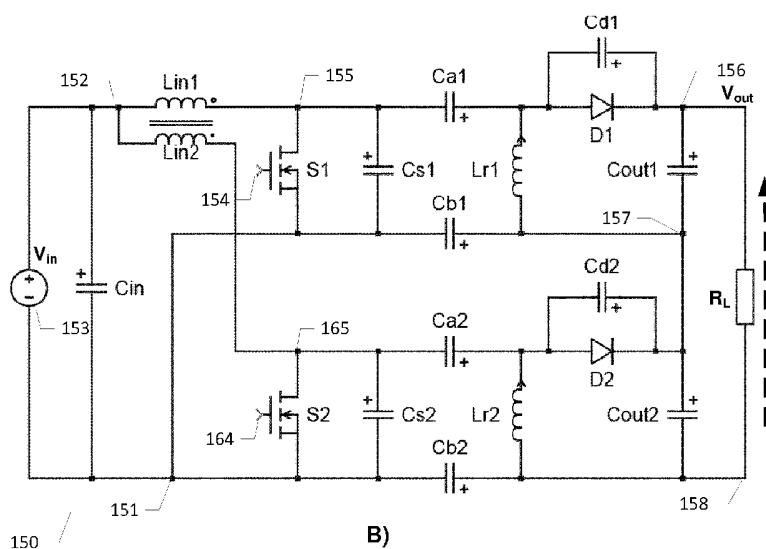 Cd1
152
Lin1
155
Ca1
156
Vout
D1
Lin2
154
S1
Cs1
Lr1
Cout1
Cb1
157
Vin
Cd2
153
Cin
165
Ca2
RL
D2
164
S2
Cs2
Lr2
Cout2
Cb2
151
158
150
B)